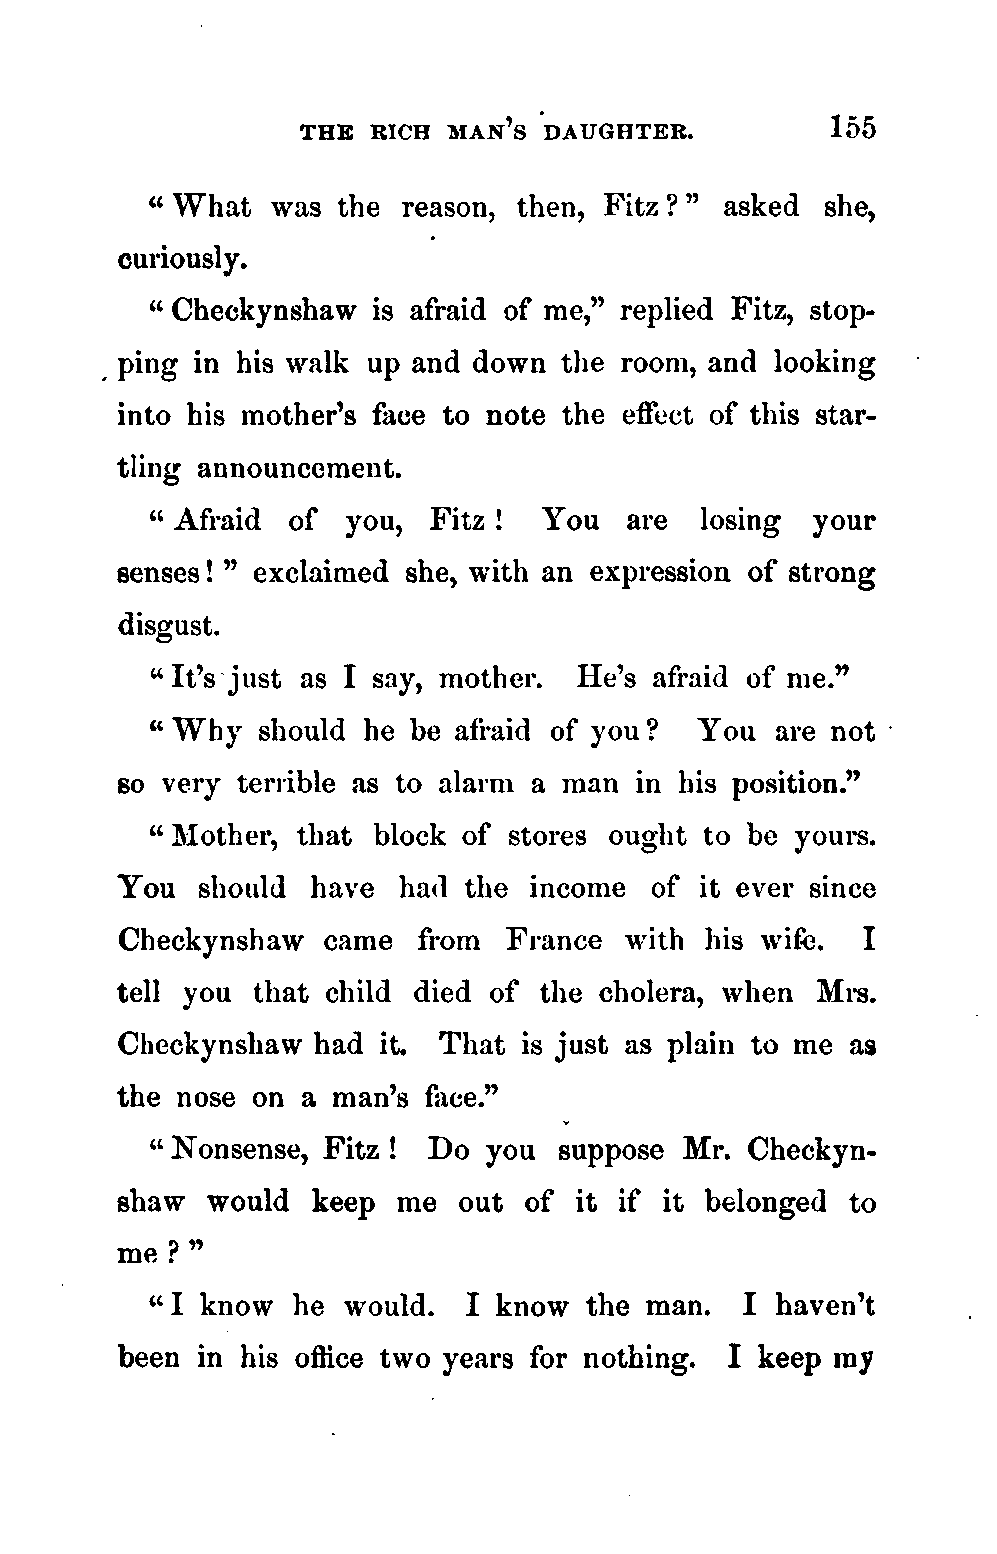 THE RICH MAN'S DAUGHTER. 155
"What was the reason, then, Fitz?" asked she,
curiously.
"Checkynshaw is afraid of me," replied Fitz, stop-
ping in his walk up and down the room, and looking
into his mother's face to note the effect of this star-
tling announcement.
"Afraid of you, Fitz! You are losing your
senses!" exclaimed she, with an expression of strong
disgust.
"It's just as I say, mother. He's afraid of me."
"Why should he be afraid of you? You are not
so very terrible as to alarm a man in his position."
"Mother, that block of stores ought to be yours.
You should have had the income of it ever since
Checkynshaw came from France with his wife. I
tell you that child died of the cholera, when Mrs.
Checkynshaw had it. That is just as plain to me as
the nose on a man's face."
"Nonsense, Fitz! Do you suppose Mr. Checkyn-
shaw would keep me out of it if it belonged to
me?"
"I know he would. I know the man. I haven't
been in his office two years for nothing. I keep my